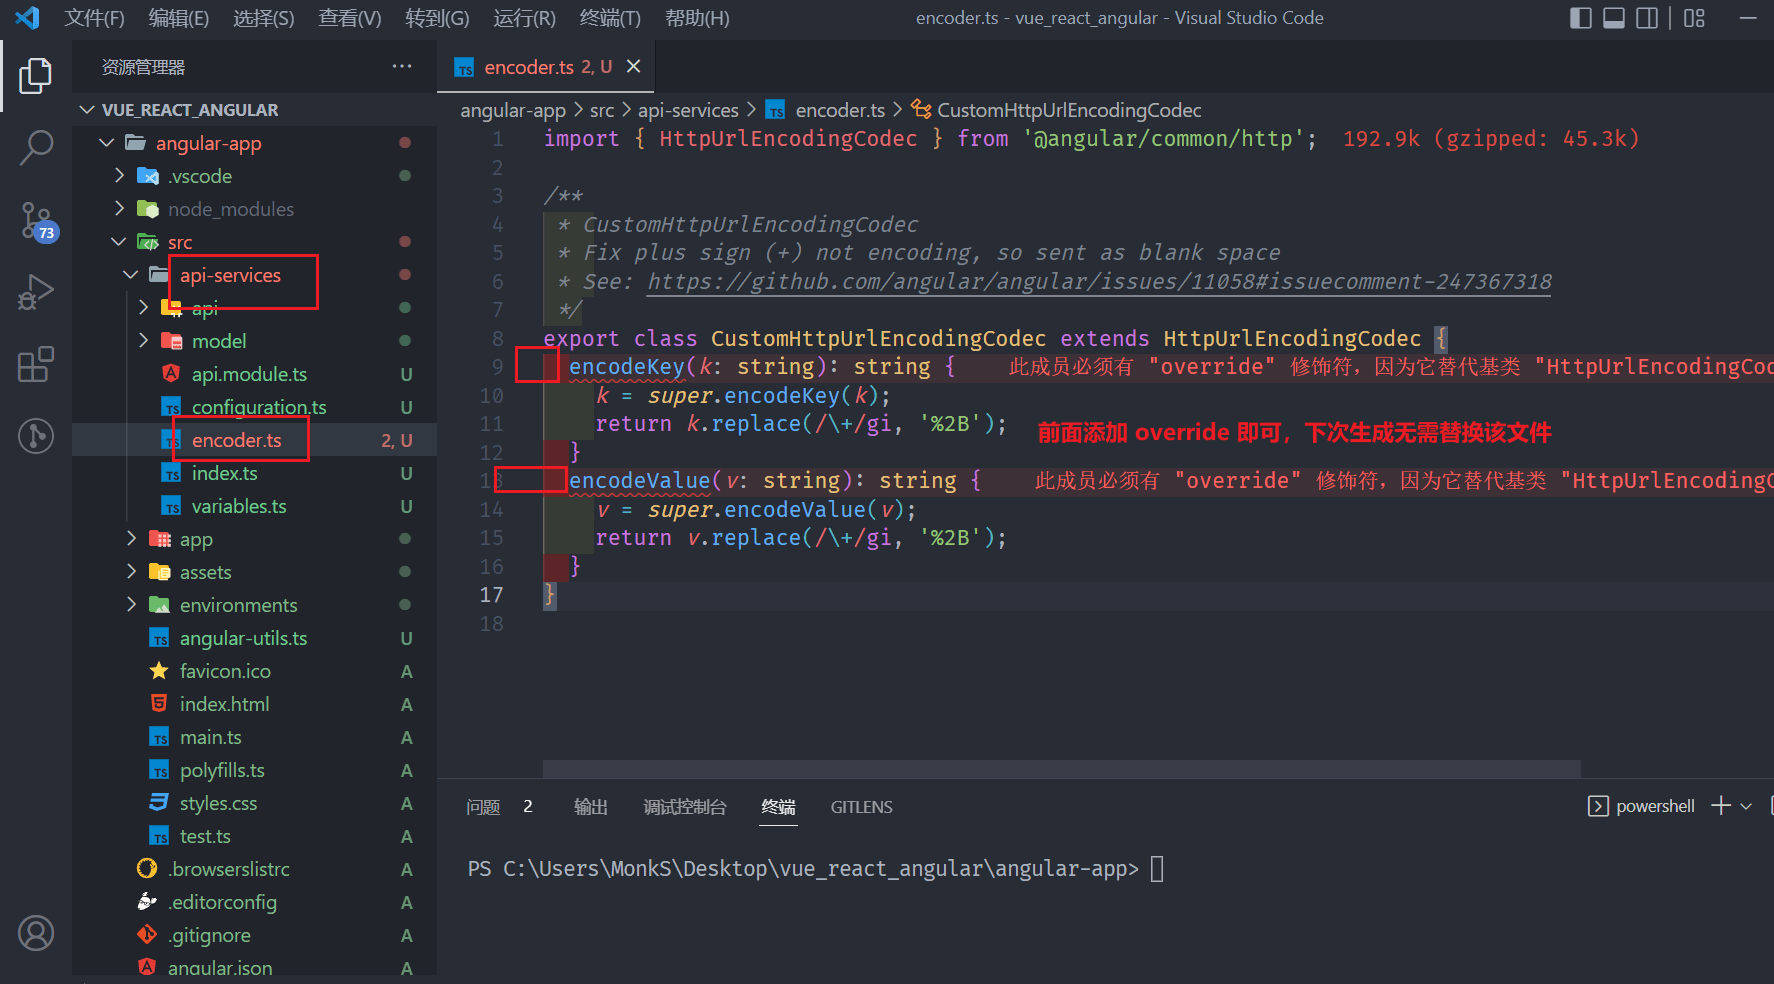 文件(F) 编辑(E) 选择(S) 查看(V) 转到(G) 运行(R) 终端(T) 帮助(H) encoder.ts - vue_react_angular - Visual Studio Code
资源管理器 ···
encoder.ts 2, U
VUE_REACT_ANGULAR
angular-app
.vscode
node_modules
src
api-services
api
model
api.module.ts U
configuration.ts U
encoder.ts 2, U
index.ts U
variables.ts U
app
assets
environments
angular-utils.ts U
favicon.ico A
index.html A
main.ts A
polyfills.ts A
styles.css A
test.ts A
.browserslistrc A
.editorconfig A
.gitignore A
angular.json A
73
angular-app > src > api-services > TS encoder.ts > CustomHttpUrlEncodingCodec
1 import { HttpUrlEncodingCodec } from '@angular/common/http'; 192.9k (gzipped: 45.3k)
2
3 /**
4 * CustomHttpUrlEncodingCodec
5 * Fix plus sign (+) not encoding, so sent as blank space
6 * See: https://github.com/angular/angular/issues/11058#issuecomment-247367318
7 */
8 export class CustomHttpUrlEncodingCodec extends HttpUrlEncodingCodec {
9 encodeKey(k: string): string { 此成员必须有 "override" 修饰符，因为它替代基类 "HttpUrlEncodingCod
10 k = super.encodeKey(k);
11 return k.replace(/\+/gi, '%2B');
前面添加 override 即可，下次生成无需替换该文件
12 }
13 encodeValue(v: string): string { 此成员必须有 "override" 修饰符，因为它替代基类 "HttpUrlEncodingC
14 v = super.encodeValue(v);
15 return v.replace(/\+/gi, '%2B');
16 }
17 }
18
问题 2 输出 调试控制台 终端 GITLENS powershell
PS C:\Users\MonkS\Desktop\vue_react_angular\angular-app>